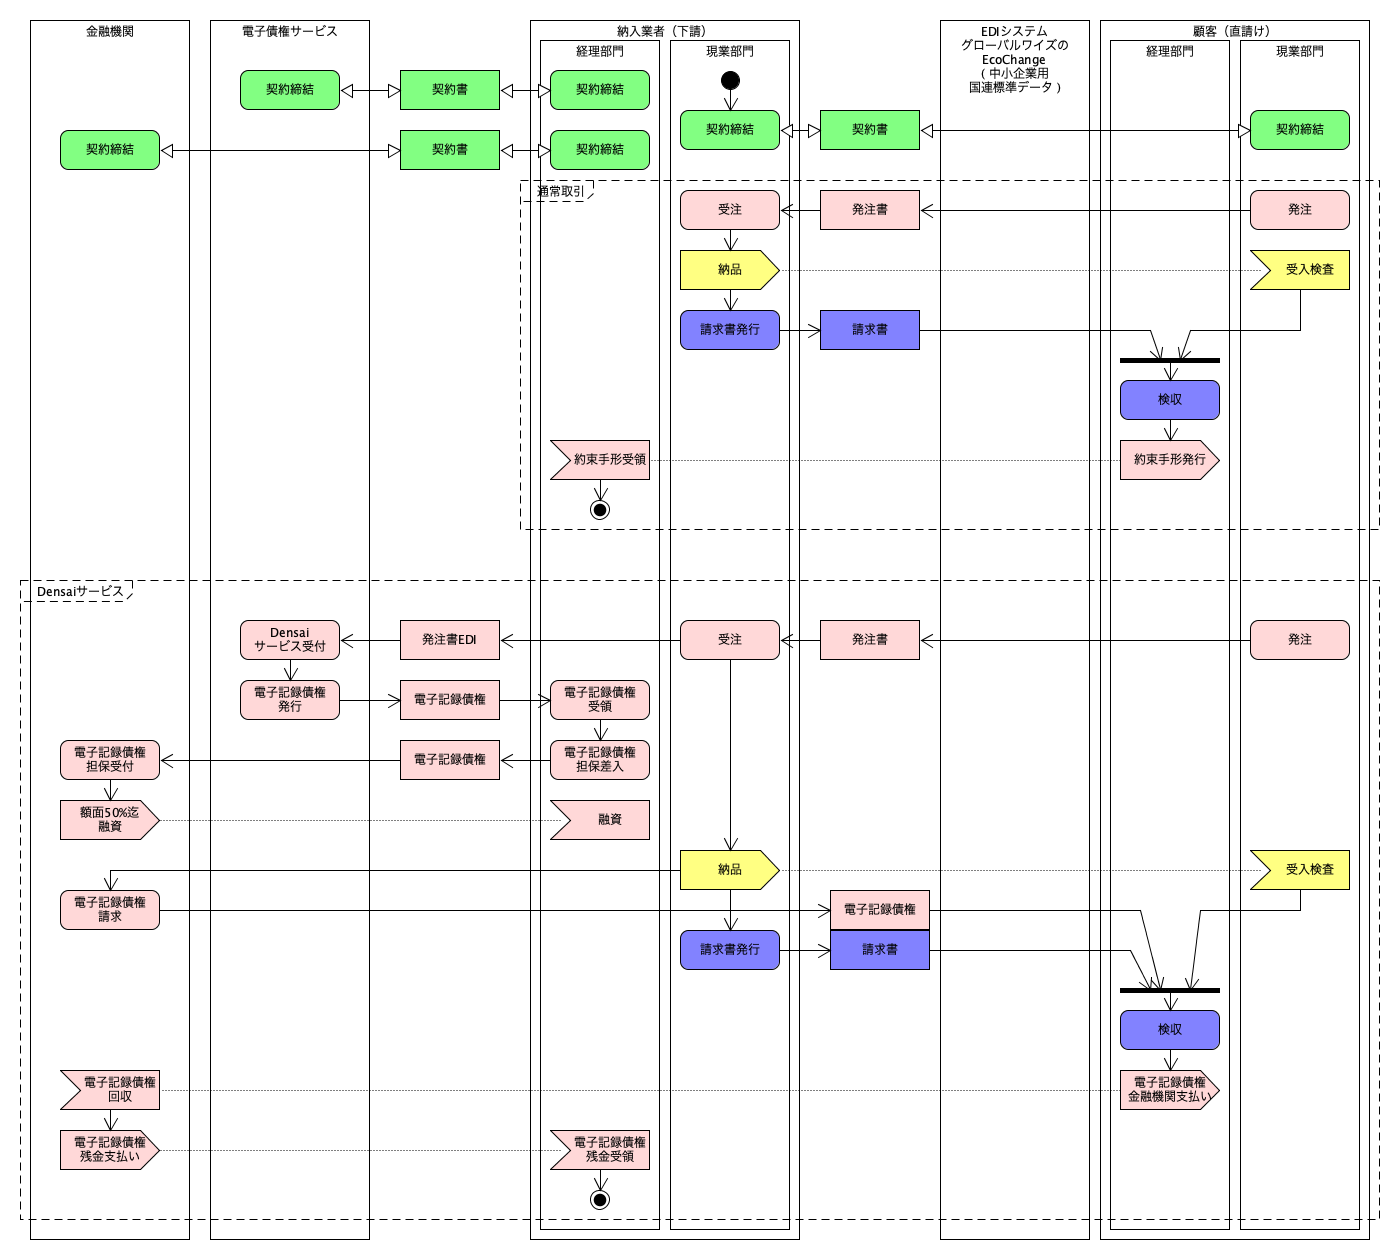 金融機関
電子債権サービス
納入業者（下請）
経理部門
現業部門
EDIシステム
グローバルワイズの
EcoChange
( 中小企業用
国連標準データ )
顧客（直請け）
経理部門
現業部門
契約締結
契約書
契約締結
契約締結
契約書
契約締結
契約締結
契約書
契約締結
通常取引
受注
発注書
発注
納品
受入検査
請求書発行
請求書
検収
約束手形受領
約束手形発行
Densaiサービス
Densai
サービス受付
発注書EDI
受注
発注書
発注
電子記録債権
発行
電子記録債権
電子記録債権
受領
電子記録債権
担保受付
電子記録債権
電子記録債権
担保差入
額面50%迄
融資
融資
納品
受入検査
電子記録債権
請求
電子記録債権
請求書発行
請求書
検収
電子記録債権
回収
電子記録債権
金融機関支払い
電子記録債権
残金支払い
電子記録債権
残金受領